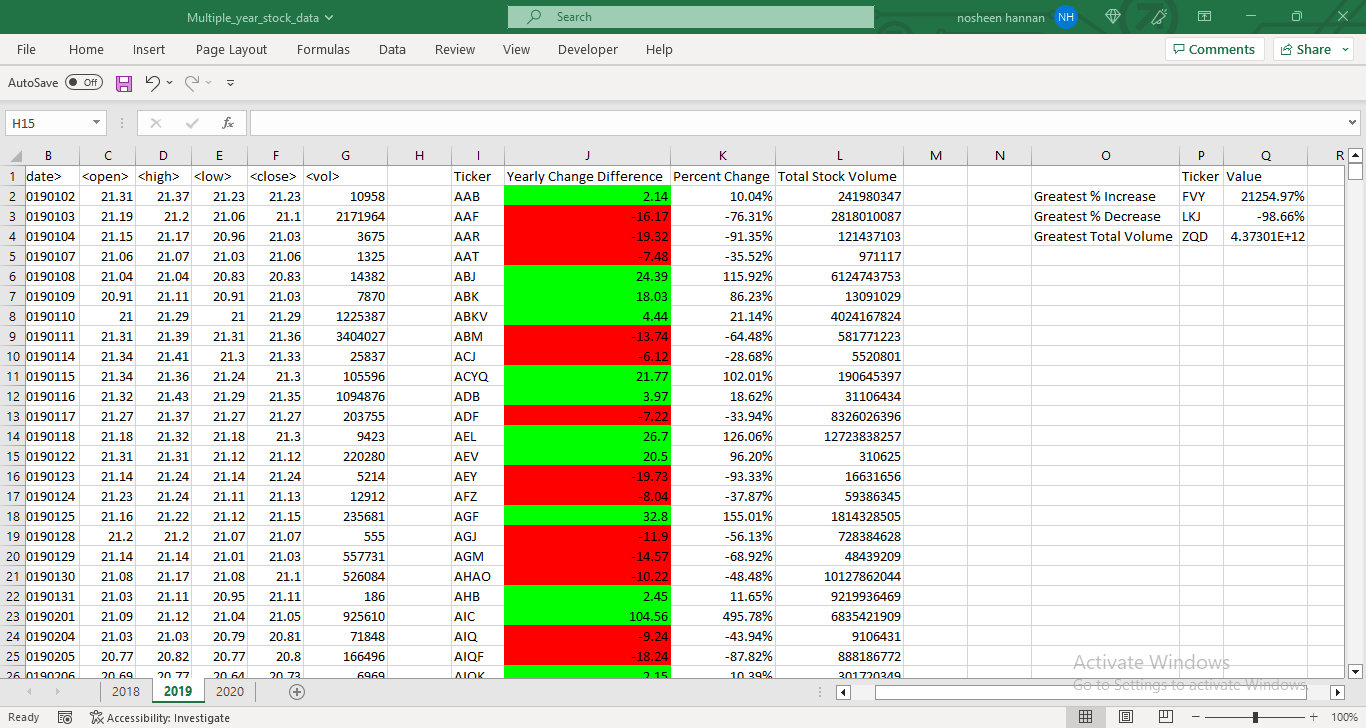 Multiple_year_stock_data
Search
nosheen hannan NH
File Home Insert Page Layout Formulas Data Review View Developer Help Comments Share
AutoSave Off
H15 fx
B C D E F G H I J K L M N O P Q R
1 date> <open> <high> <low> <close> <vol> Ticker Yearly Change Difference Percent Change Total Stock Volume Ticker Value
2 0190102 21.31 21.37 21.23 21.23 10958 AAB 2.14 10.04% 241980347 Greatest % Increase FVY 21254.97%
3 0190103 21.19 21.2 21.06 21.1 2171964 AAF -16.17 -76.31% 2818010087 Greatest % Decrease LKJ -98.66%
4 0190104 21.15 21.17 20.96 21.03 3675 AAR -19.32 -91.35% 121437103 Greatest Total Volume ZQD 4.37301E+12
5 0190107 21.06 21.07 21.03 21.06 1325 AAT -7.48 -35.52% 971117
6 0190108 21.04 21.04 20.83 20.83 14382 ABJ 24.39 115.92% 6124743753
7 0190109 20.91 21.11 20.91 21.03 7870 ABK 18.03 86.23% 13091029
8 0190110 21 21.29 21 21.29 1225387 ABKV 4.44 21.14% 4024167824
9 0190111 21.31 21.39 21.31 21.36 3404027 ABM -13.74 -64.48% 581771223
10 0190114 21.34 21.41 21.3 21.33 25837 ACJ -6.12 -28.68% 5520801
11 0190115 21.34 21.36 21.24 21.3 105596 ACYQ 21.77 102.01% 190645397
12 0190116 21.32 21.43 21.29 21.35 1094876 ADB 3.97 18.62% 31106434
13 0190117 21.27 21.37 21.27 21.27 203755 ADF -7.22 -33.94% 8326026396
14 0190118 21.18 21.32 21.18 21.3 9423 AEL 26.7 126.06% 12723838257
15 0190122 21.31 21.31 21.12 21.12 220280 AEV 20.5 96.20% 310625
16 0190123 21.14 21.24 21.14 21.24 5214 AEY -19.73 -93.33% 16631656
17 0190124 21.23 21.24 21.11 21.13 12912 AFZ -8.04 -37.87% 59386345
18 0190125 21.16 21.22 21.12 21.15 235681 AGF 32.8 155.01% 1814328505
19 0190128 21.2 21.2 21.07 21.07 555 AGJ -11.9 -56.13% 728384628
20 0190129 21.14 21.14 21.01 21.03 557731 AGM -14.57 -68.92% 48439209
21 0190130 21.08 21.17 21.08 21.1 526084 AHAO -10.22 -48.48% 10127862044
22 0190131 21.03 21.11 20.95 21.11 186 AHB 2.45 11.65% 9219936469
23 0190201 21.09 21.12 21.04 21.05 925610 AIC 104.56 495.78% 6835421909
24 0190204 21.03 21.03 20.79 20.81 71848 AIQ -9.24 -43.94% 9106431
25 0190205 20.77 20.82 20.77 20.8 166496 AIQF -18.24 -87.82% 888186772
26 0190206 20.69 20.77 20.64 20.73 6969 AIOK 2.15 10.39% 301720349
Activate Windows
Go to Settings to activate Windows.
2018 2019 2020
Ready Accessibility: Investigate 100%